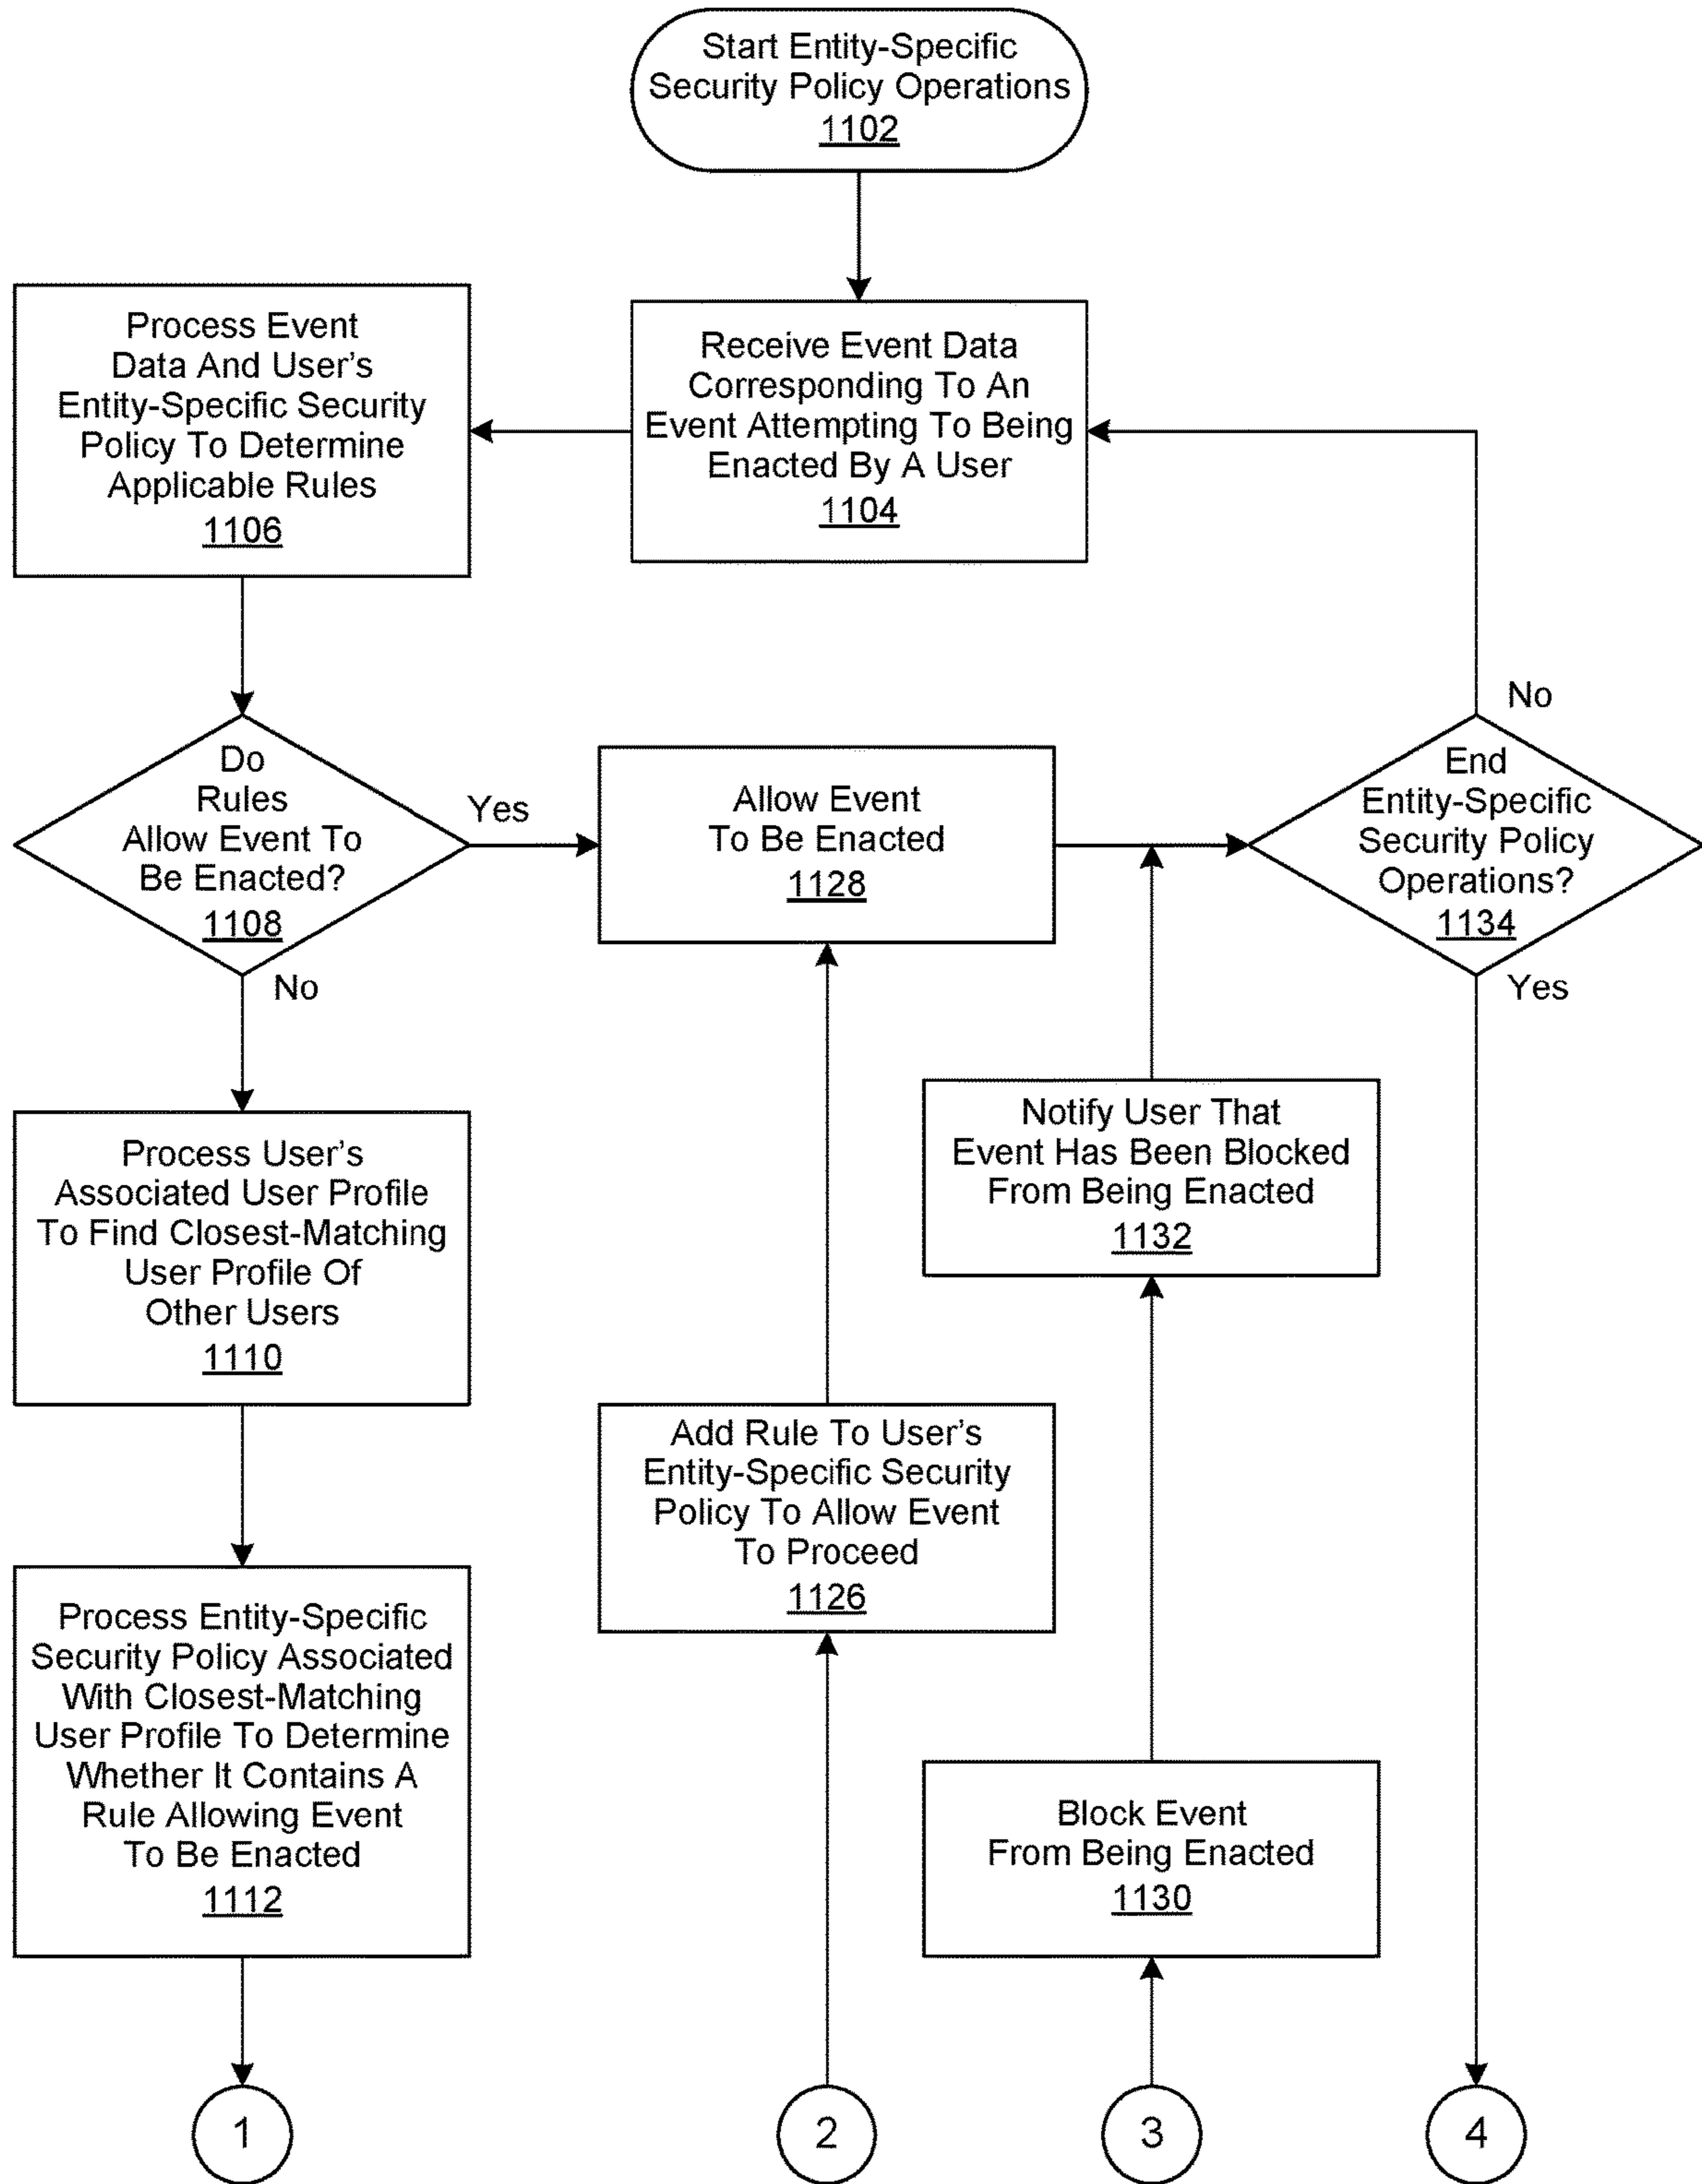 Start Entity-Specific
Security Policy Operations
1102
Process Event
Data And User's
Entity-Specific Security
Policy To Determine
Applicable Rules
1106
Receive Event Data
Corresponding To An
Event Attempting To Being
Enacted By A User
1104
Do
Rules
Allow Event To
Be Enacted?
1108
Yes
No
Allow Event
To Be Enacted
1128
No
End
Entity-Specific
Security Policy
Operations?
1134
Yes
Process User's
Associated User Profile
To Find Closest-Matching
User Profile Of
Other Users
1110
Notify User That
Event Has Been Blocked
From Being Enacted
1132
Add Rule To User's
Entity-Specific Security
Policy To Allow Event
To Proceed
1126
Process Entity-Specific
Security Policy Associated
With Closest-Matching
User Profile To Determine
Whether It Contains A
Rule Allowing Event
To Be Enacted
1112
Block Event
From Being Enacted
1130
1
2
3
4